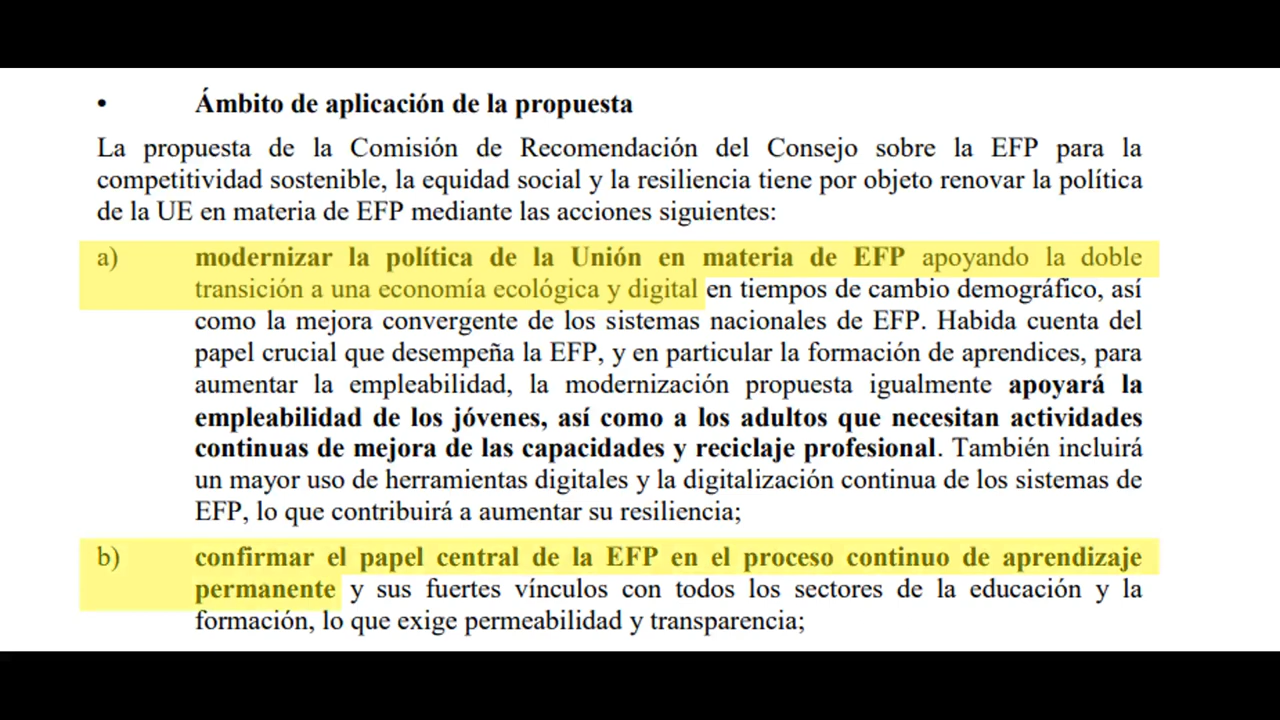 • Ámbito de aplicación de la propuesta
La propuesta de la Comisión de Recomendación del Consejo sobre la EFP para la
competitividad sostenible, la equidad social y la resiliencia tiene por objeto renovar la política
de la UE en materia de EFP mediante las acciones siguientes:
a) modernizar la política de la Unión en materia de EFP apoyando la doble
transición a una economía ecológica y digital en tiempos de cambio demográfico, así
como la mejora convergente de los sistemas nacionales de EFP. Habida cuenta del
papel crucial que desempeña la EFP, y en particular la formación de aprendices, para
aumentar la empleabilidad, la modernización propuesta igualmente apoyará la
empleabilidad de los jóvenes, así como a los adultos que necesitan actividades
continuas de mejora de las capacidades y reciclaje profesional. También incluirá
un mayor uso de herramientas digitales y la digitalización continua de los sistemas de
EFP, lo que contribuirá a aumentar su resiliencia;
b) confirmar el papel central de la EFP en el proceso continuo de aprendizaje
permanente y sus fuertes vínculos con todos los sectores de la educación y la
formación, lo que exige permeabilidad y transparencia;